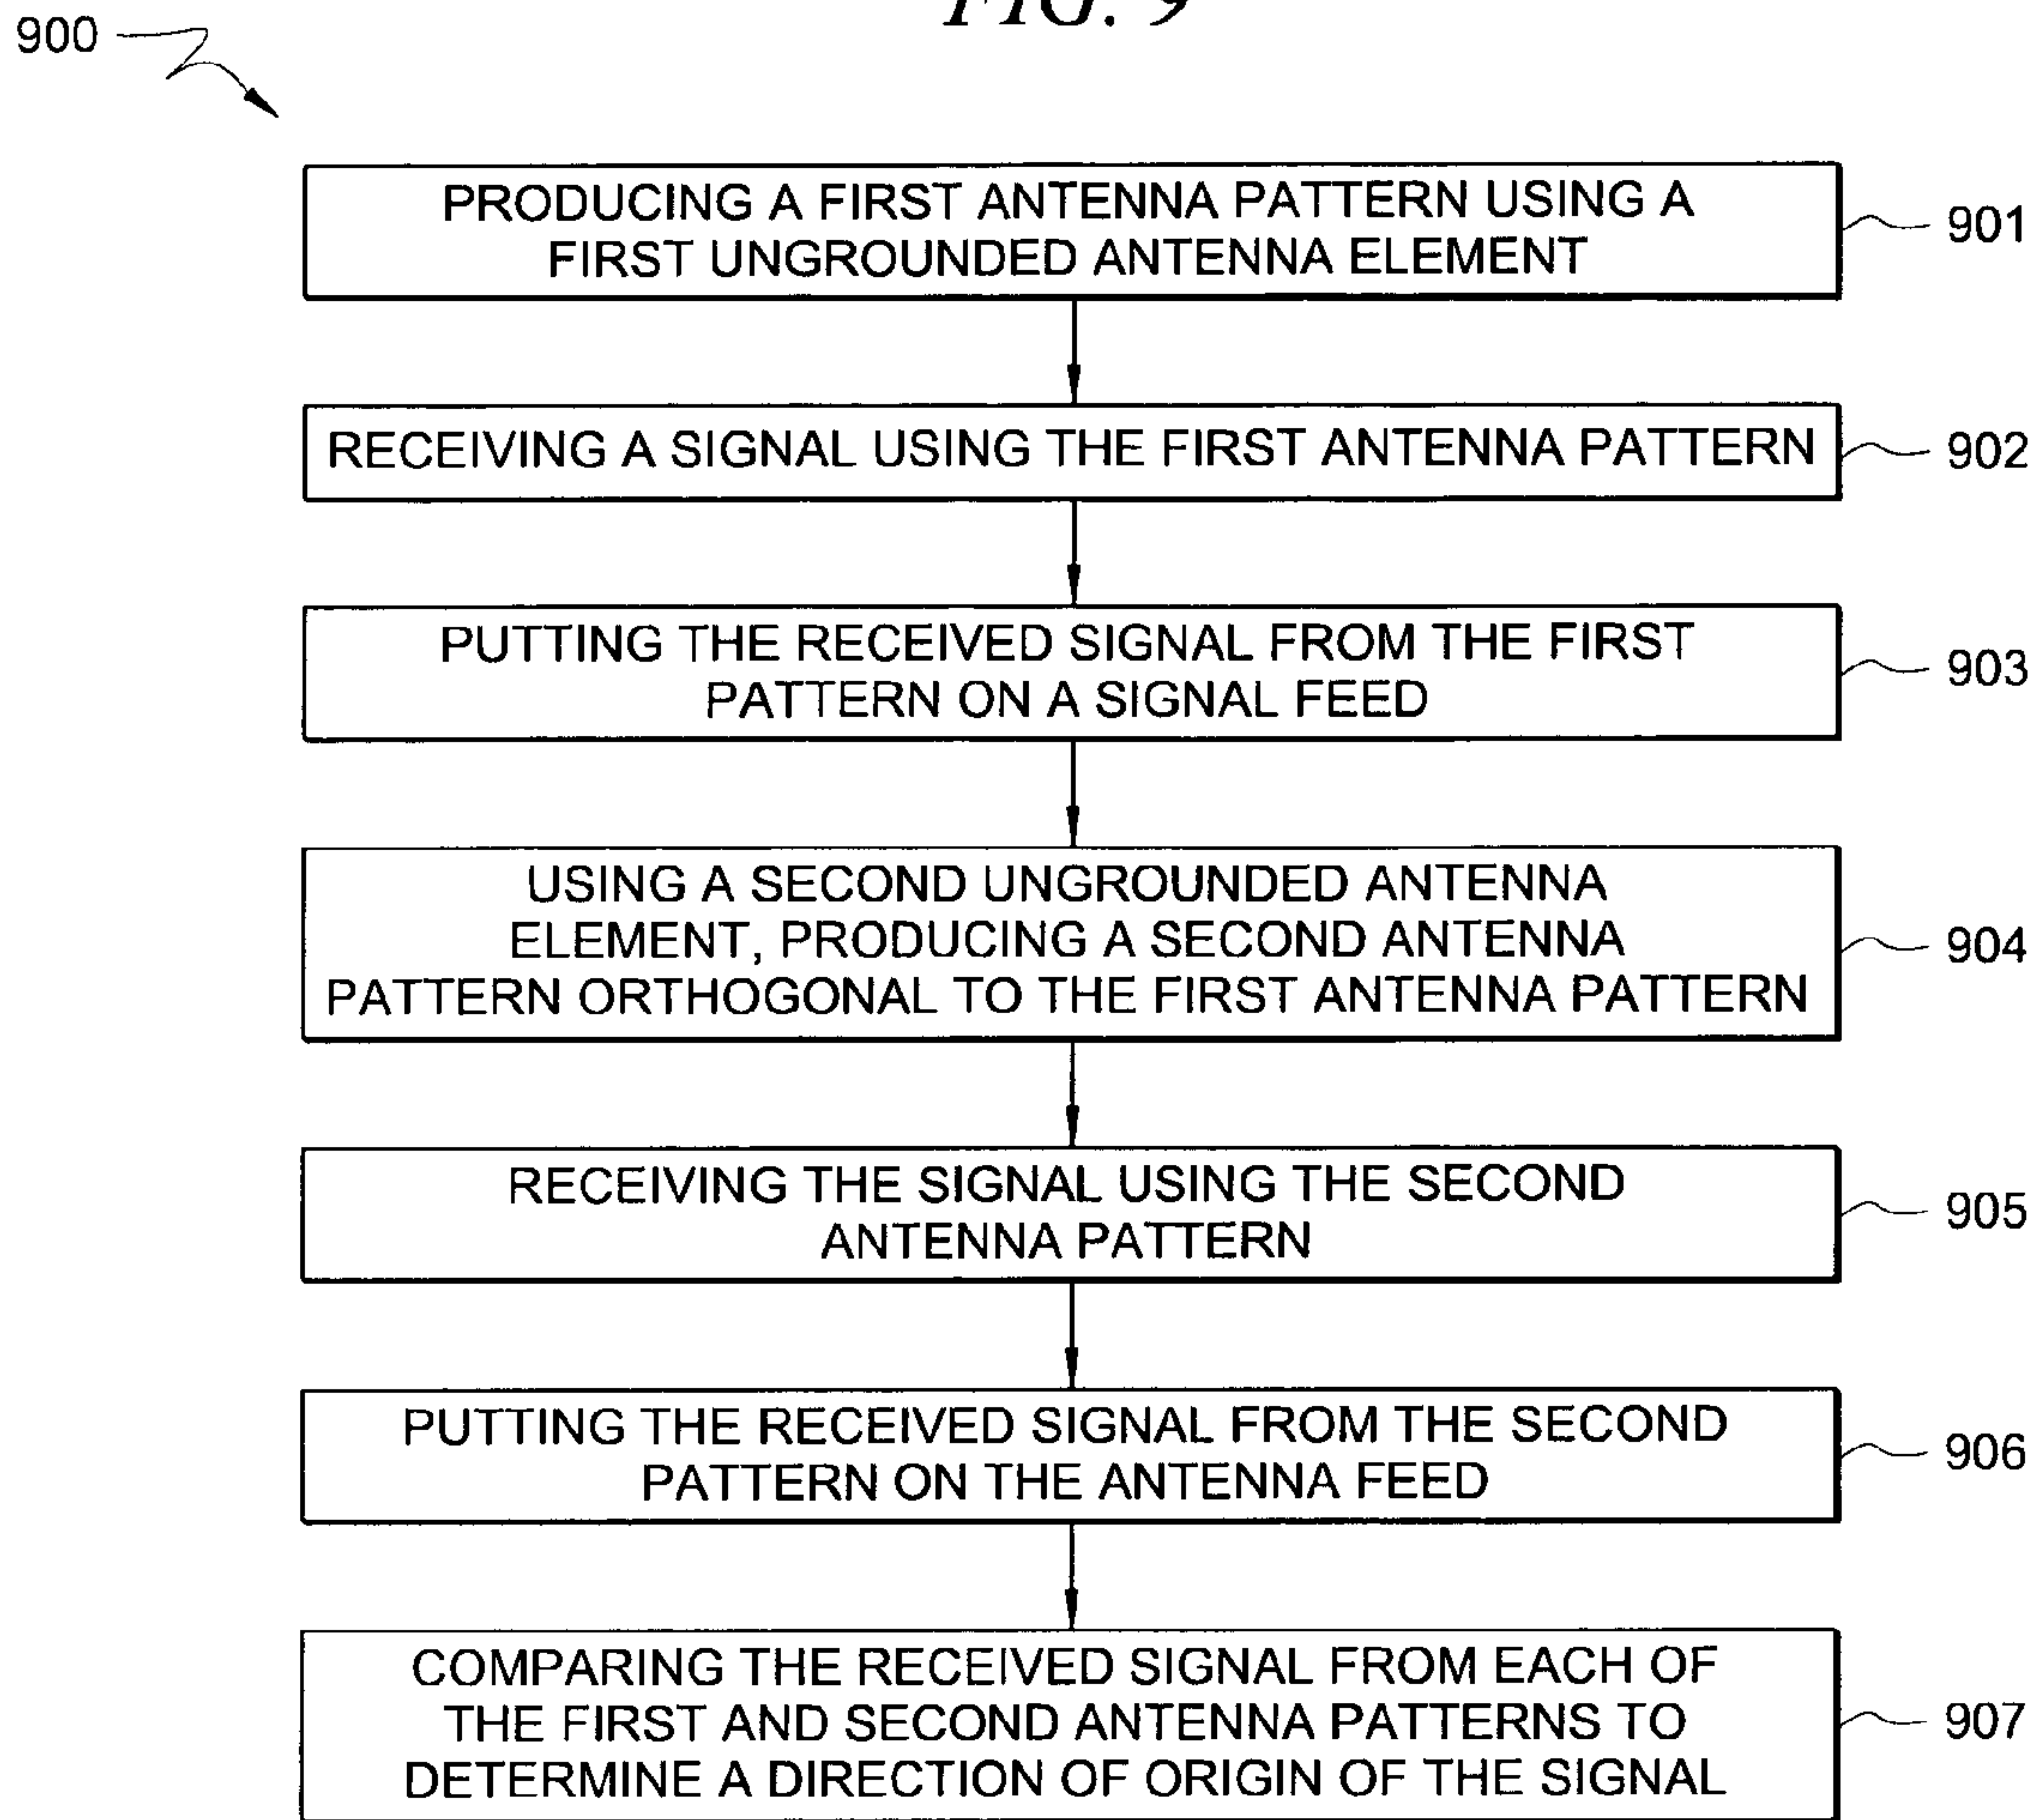 FIG. 9
900
PRODUCING A FIRST ANTENNA PATTERN USING A
FIRST UNGROUNDED ANTENNA ELEMENT
901
RECEIVING A SIGNAL USING THE FIRST ANTENNA PATTERN
902
PUTTING THE RECEIVED SIGNAL FROM THE FIRST
PATTERN ON A SIGNAL FEED
903
USING A SECOND UNGROUNDED ANTENNA
ELEMENT, PRODUCING A SECOND ANTENNA
PATTERN ORTHOGONAL TO THE FIRST ANTENNA PATTERN
904
RECEIVING THE SIGNAL USING THE SECOND
ANTENNA PATTERN
905
PUTTING THE RECEIVED SIGNAL FROM THE SECOND
PATTERN ON THE ANTENNA FEED
906
COMPARING THE RECEIVED SIGNAL FROM EACH OF
THE FIRST AND SECOND ANTENNA PATTERNS TO
DETERMINE A DIRECTION OF ORIGIN OF THE SIGNAL
907